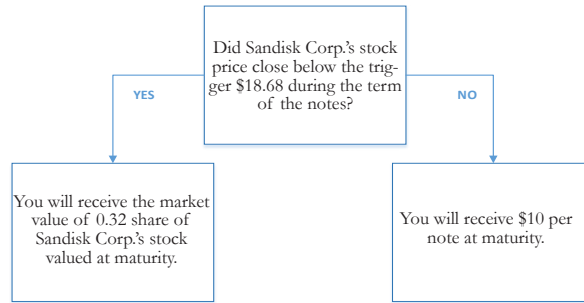 Did Sandisk Corp.'s stock
price close below the trig-
ger $18.68 during the term
of the notes?
YES
NO
You will receive the market
value of 0.32 share of
Sandisk Corp.'s stock
valued at maturity.
You will receive $10 per
note at maturity.